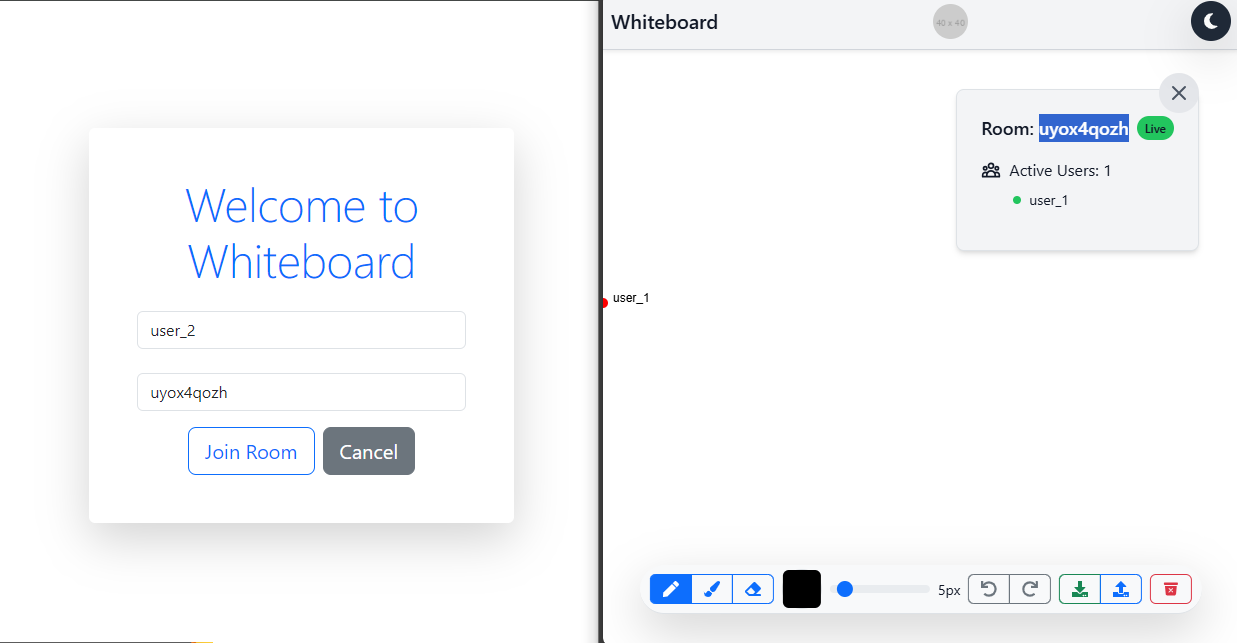 Welcome to
Whiteboard
user_2
uyox4qozh
Join Room
Cancel
Whiteboard
40 x 40
Room: uyox4qozh
Live
Active Users: 1
user_1
user_1
5px